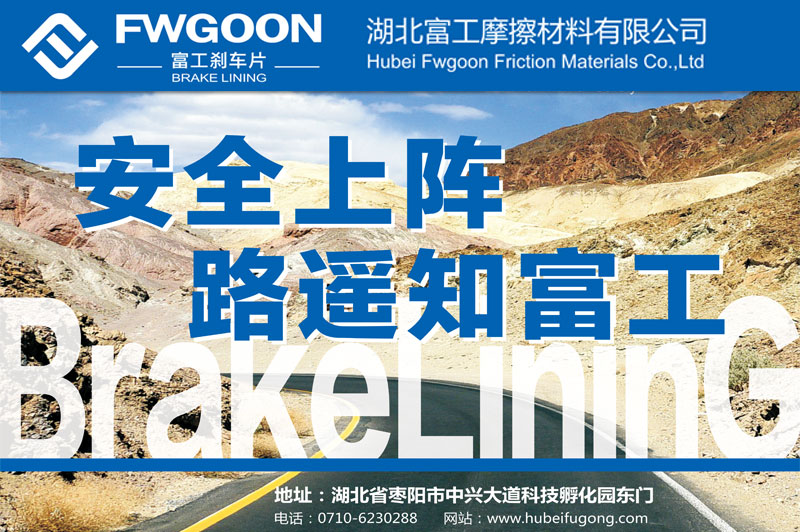 FWGOON
富工刹车片
BRAKE LINING
湖北富工摩擦材料有限公司
Hubei Fwgoon Friction Materials Co.,Ltd
安全上阵
路遥知富工
BrakeLininG
地址：湖北省枣阳市中兴大道科技孵化园东门
电话：0710-6230288 网站：www.hubeifugong.com